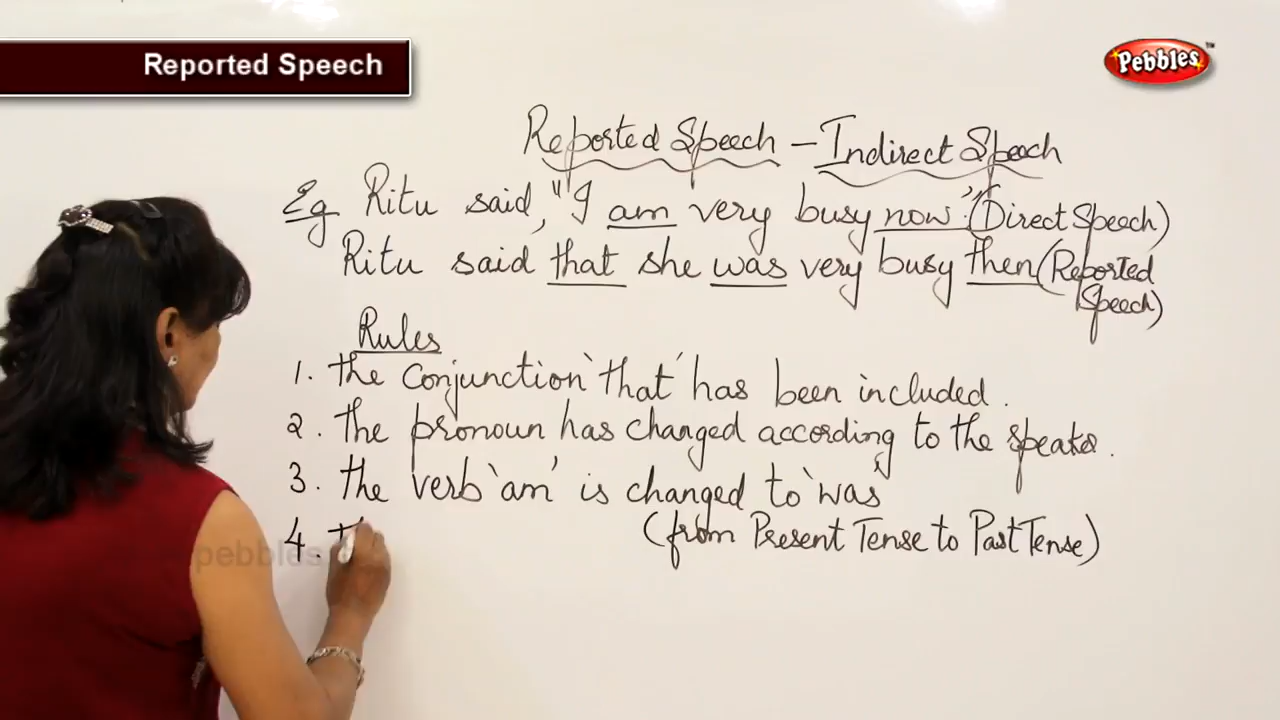 Reported Speech
Pebbles™
Reported Speech – Indirect Speech
Eg Ritu said, "I am very busy now." (Direct Speech)
Ritu said that she was very busy then (Reported
Speech)
Rules
1. The conjunction 'that' has been included.
2. The pronoun has changed according to the speaker.
3. The verb 'am' is changed to 'was'
(from Present Tense to Past Tense)
4. Th
pebbles